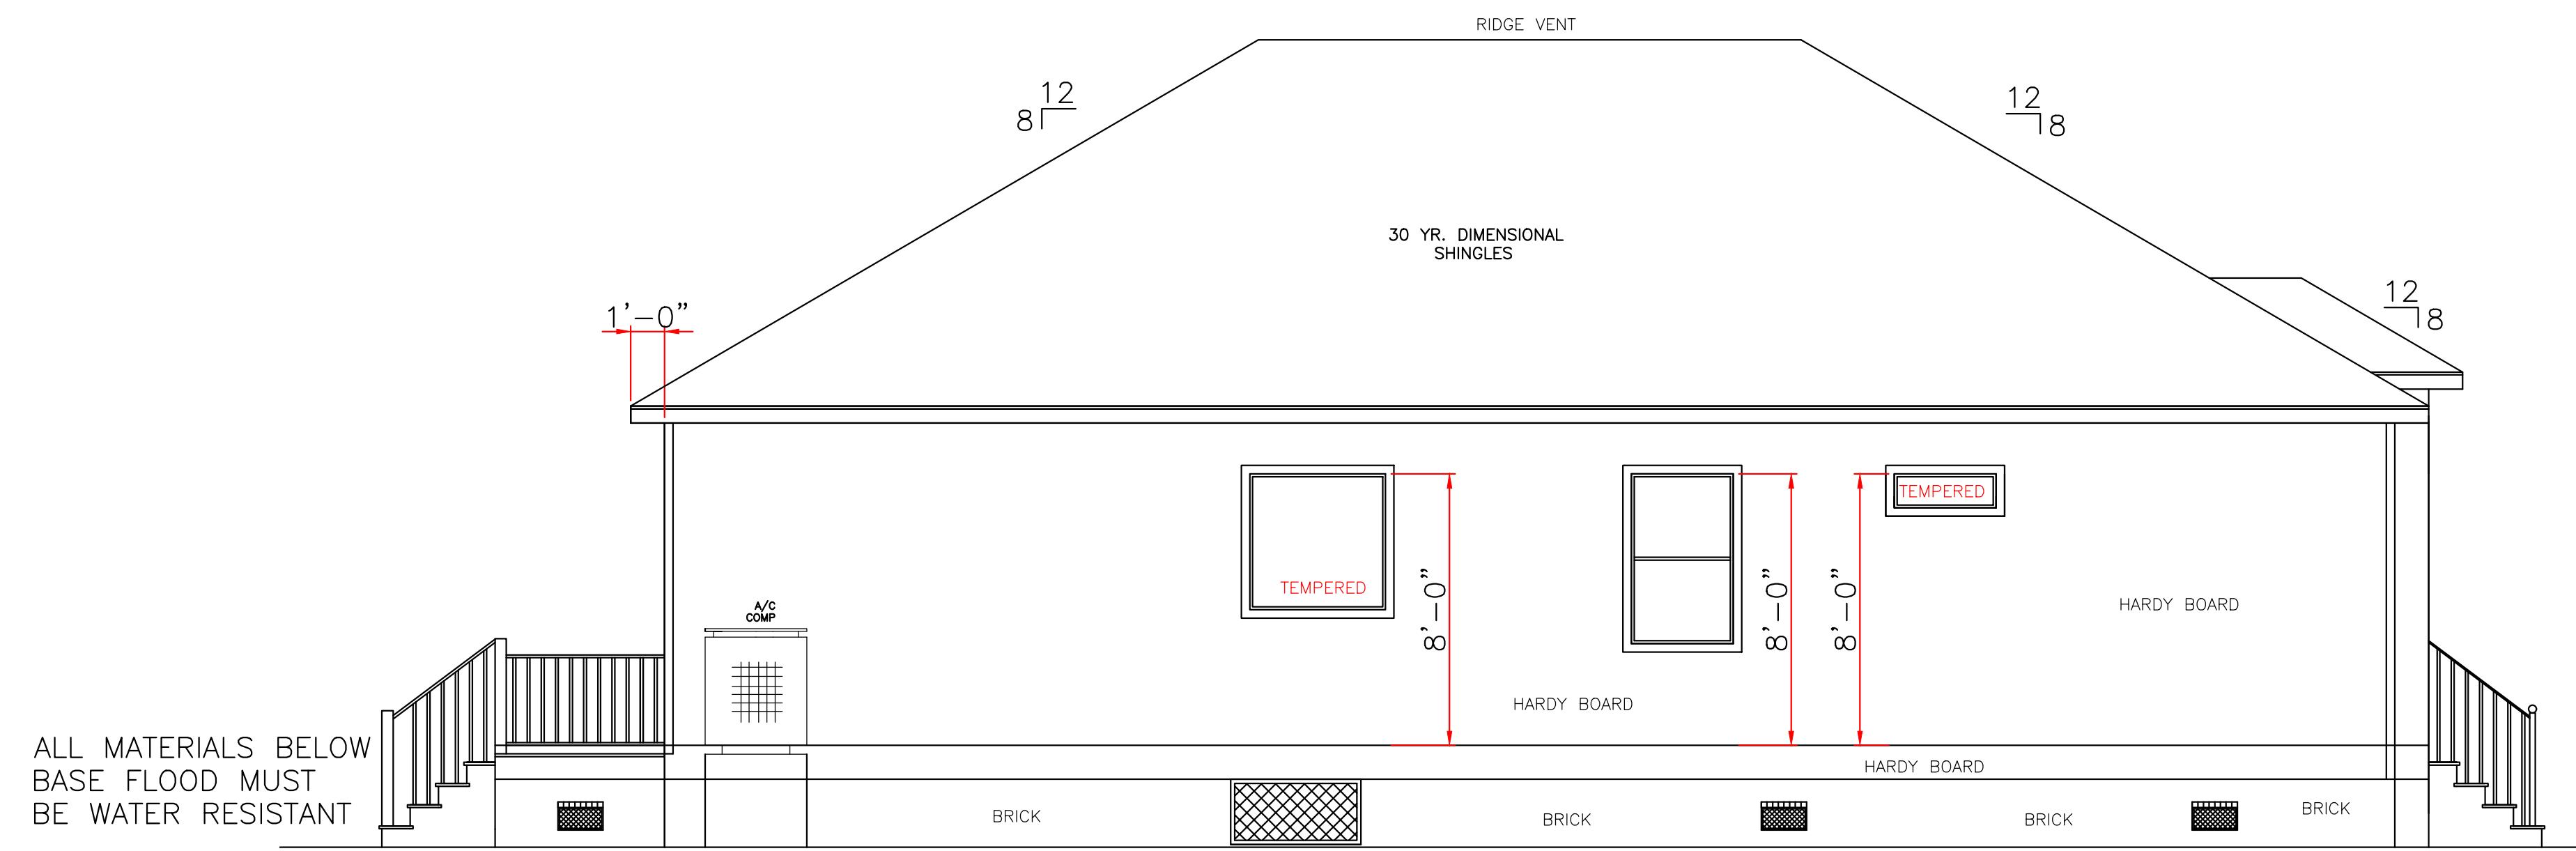 RIDGE VENT
12
8
12
8
30 YR. DIMENSIONAL
SHINGLES
12
8
1'-0"
TEMPERED
TEMPERED
8'-0"
8'-0"
8'-0"
A/C
COMP
HARDY BOARD
HARDY BOARD
HARDY BOARD
ALL MATERIALS BELOW
BASE FLOOD MUST
BE WATER RESISTANT
BRICK
BRICK
BRICK
BRICK